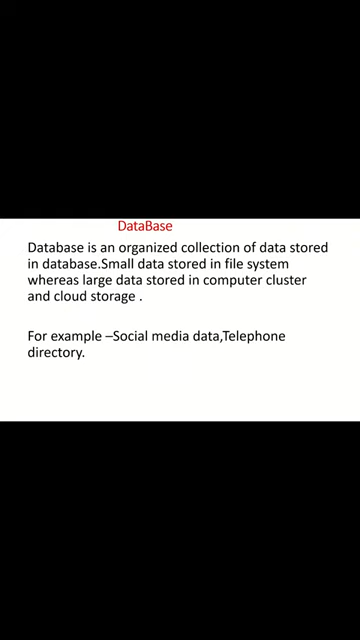 DataBase
Database is an organized collection of data stored
in database.Small data stored in file system
whereas large data stored in computer cluster
and cloud storage .
For example –Social media data,Telephone
directory.